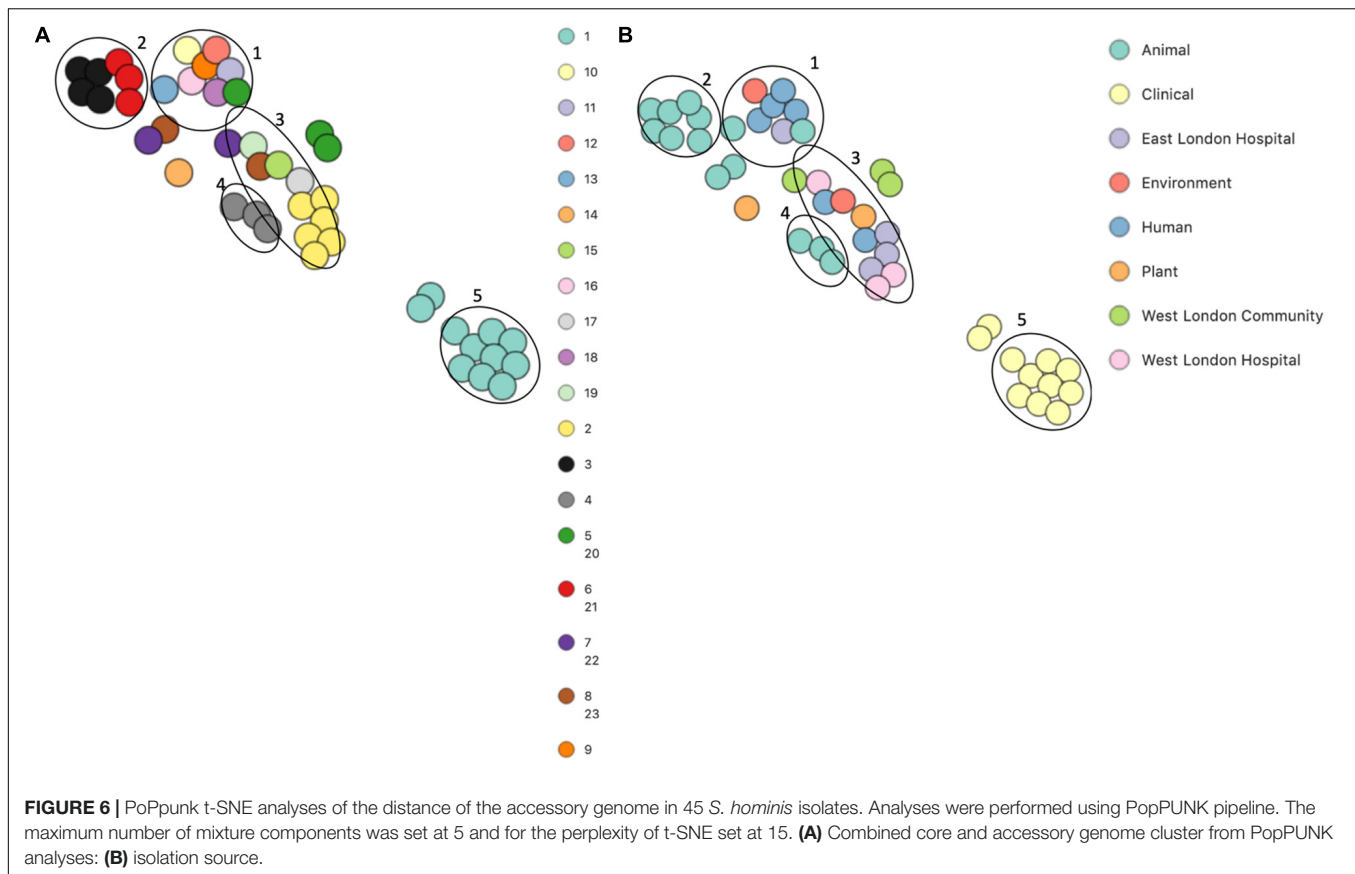 A
2
1
3
4
5
1
10
11
12
13
14
15
16
17
18
19
2
3
4
5
20
6
21
7
22
8
23
9
B
2
1
3
4
5
Animal
Clinical
East London Hospital
Environment
Human
Plant
West London Community
West London Hospital
FIGURE 6 | PoPpunk t-SNE analyses of the distance of the accessory genome in 45 S. hominis isolates. Analyses were performed using PopPUNK pipeline. The
maximum number of mixture components was set at 5 and for the perplexity of t-SNE set at 15. (A) Combined core and accessory genome cluster from PopPUNK
analyses: (B) isolation source.